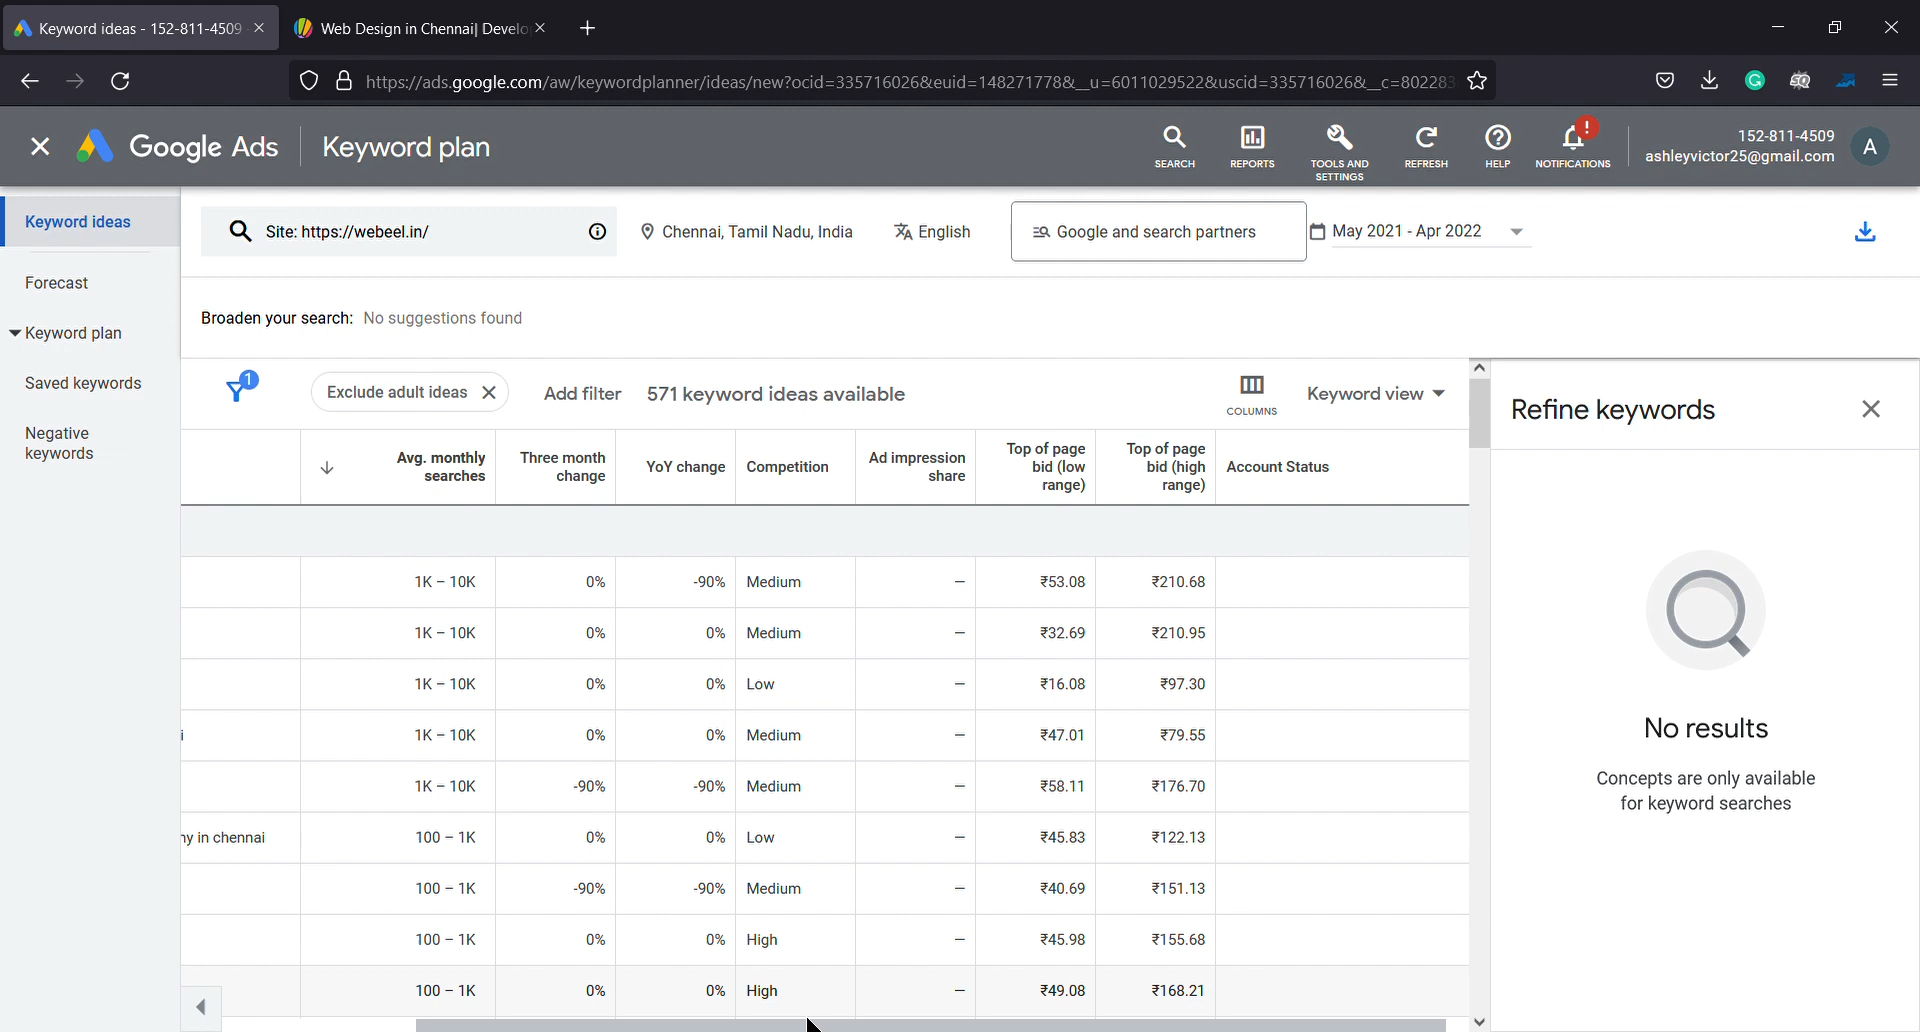 Keyword ideas - 152-811-4509
Web Design in Chennai| Develo
https://ads.google.com/aw/keywordplanner/ideas/new?ocid=335716026&euid=148271778&__u=6011029522&uscid=335716026&__c=802283
Google Ads
Keyword plan
SEARCH
REPORTS
TOOLS AND
SETTINGS
REFRESH
HELP
!
NOTIFICATIONS
152-811-4509
ashleyvictor25@gmail.com
A
Keyword ideas
Forecast
Keyword plan
Saved keywords
Negative
keywords
Site: https://webeel.in/
Chennai, Tamil Nadu, India
English
Google and search partners
May 2021 - Apr 2022
Broaden your search: No suggestions found
1
Exclude adult ideas
Add filter
571 keyword ideas available
COLUMNS
Keyword view
Avg. monthly
searches
Three month
change
YoY change
Competition
Ad impression
share
Top of page
bid (low
range)
Top of page
bid (high
range)
Account Status
1K – 10K 0% -90% Medium – ₹53.08 ₹210.68
1K – 10K 0% 0% Medium – ₹32.69 ₹210.95
1K – 10K 0% 0% Low – ₹16.08 ₹97.30
i 1K – 10K 0% 0% Medium – ₹47.01 ₹79.55
1K – 10K -90% -90% Medium – ₹58.11 ₹176.70
ny in chennai 100 – 1K 0% 0% Low – ₹45.83 ₹122.13
100 – 1K -90% -90% Medium – ₹40.69 ₹151.13
100 – 1K 0% 0% High – ₹45.98 ₹155.68
100 – 1K 0% 0% High – ₹49.08 ₹168.21
Refine keywords
No results
Concepts are only available
for keyword searches